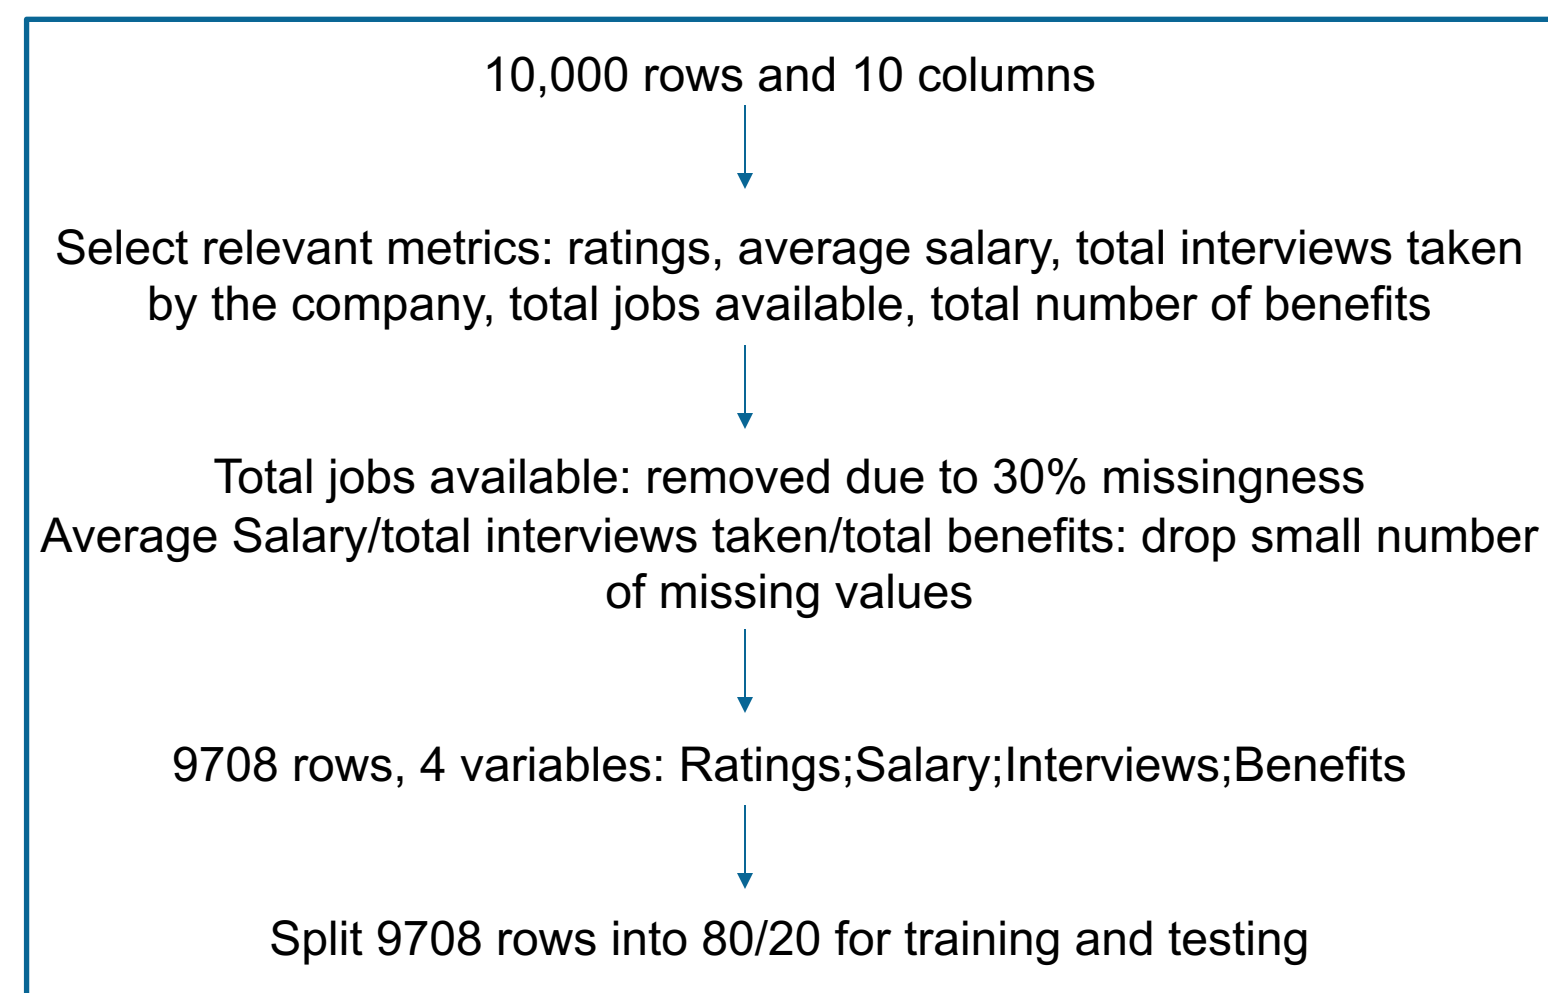 10,000 rows and 10 columns
Select relevant metrics: ratings, average salary, total interviews taken
by the company, total jobs available, total number of benefits
Total jobs available: removed due to 30% missingness
Average Salary/total interviews taken/total benefits: drop small number
of missing values
9708 rows, 4 variables: Ratings;Salary;Interviews;Benefits
Split 9708 rows into 80/20 for training and testing